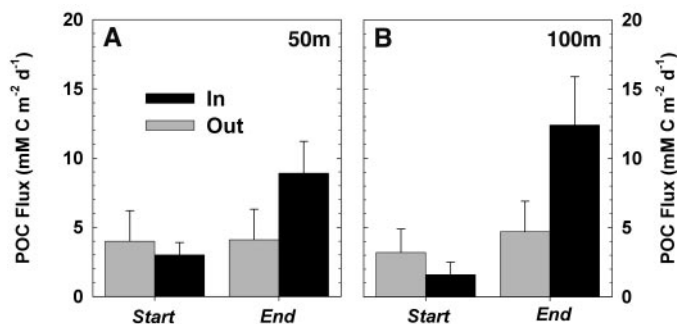 A
50m
B
100m
In
Out
20
15
10
5
0
POC Flux (mM C m-2 d-1)
Start
End
Start
End
20
15
10
5
0
POC Flux (mM C m-2 d-1)